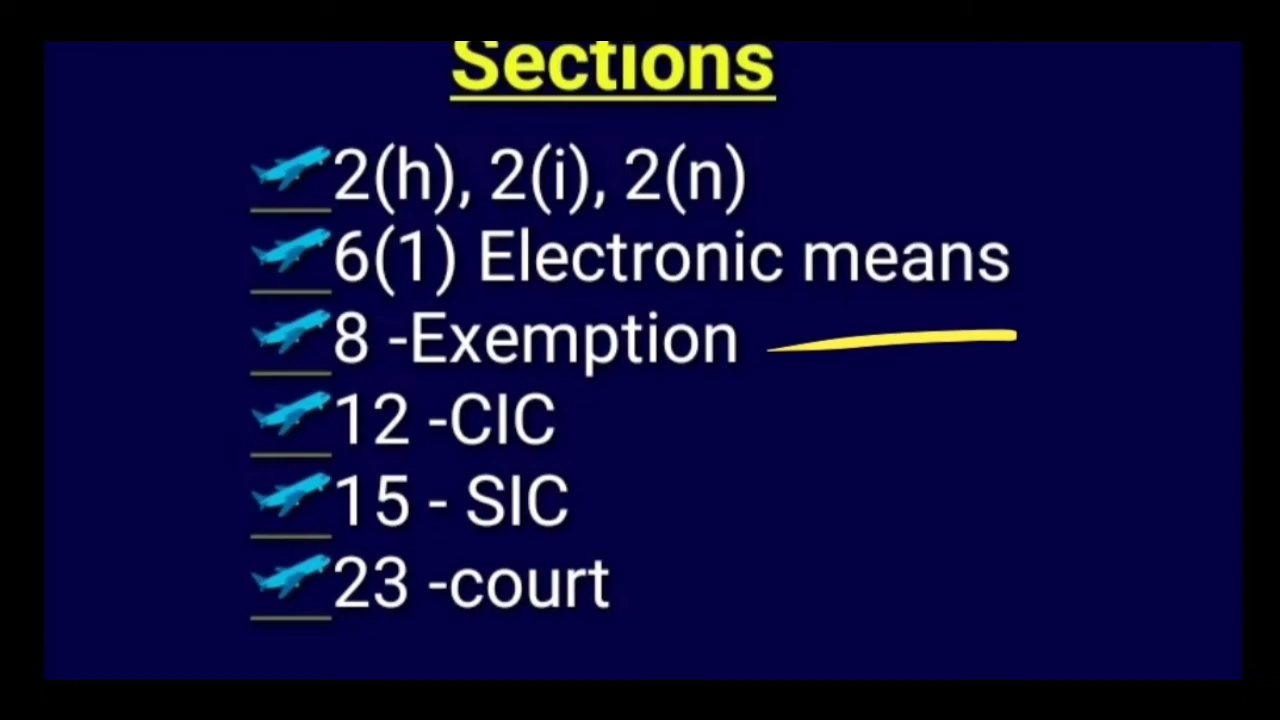 Sections
2(h), 2(i), 2(n)
6(1) Electronic means
8 -Exemption
12 -CIC
15 - SIC
23 -court